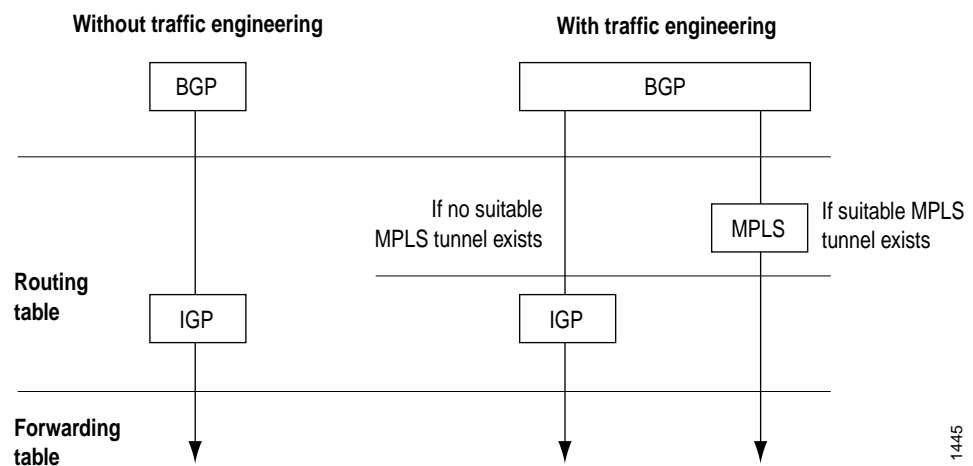 Without traffic engineering
With traffic engineering
BGP
BGP
If no suitable
MPLS tunnel exists
MPLS
If suitable MPLS
tunnel exists
Routing
table
IGP
IGP
Forwarding
table
1445